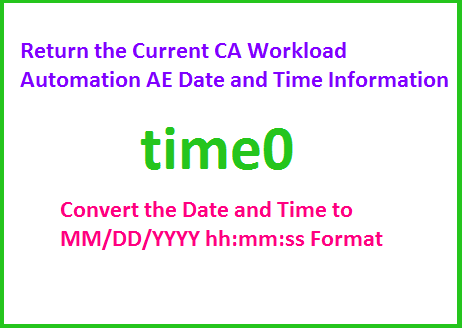 Return the Current CA Workload
Automation AE Date and Time Information
time0
Convert the Date and Time to
MM/DD/YYYY hh:mm:ss Format